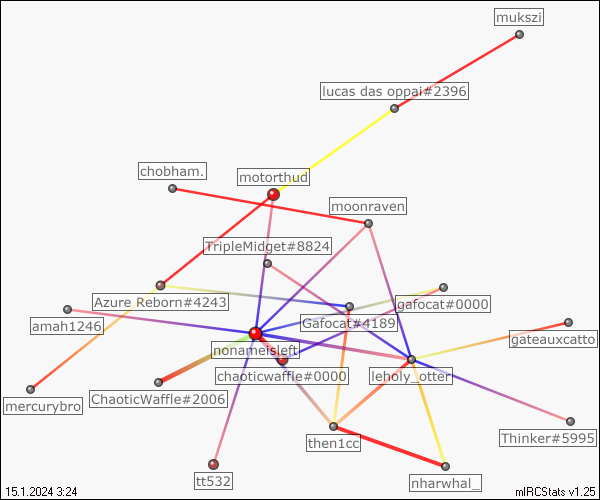 mukszi
lucas das oppai#2396
chobham.
motorthud
moonraven
TripleMidget#8824
Azure Reborn#4243
gafocat#0000
amah1246
Gafocat#4189
gateauxcatto
nonameisleft
chaoticwaffle#0000
leholy_otter
ChaoticWaffle#2006
mercurybro
Thinker#5995
then1cc
tt532
nharwhal_
15.1.2024 3:24
mIRCStats v1.25